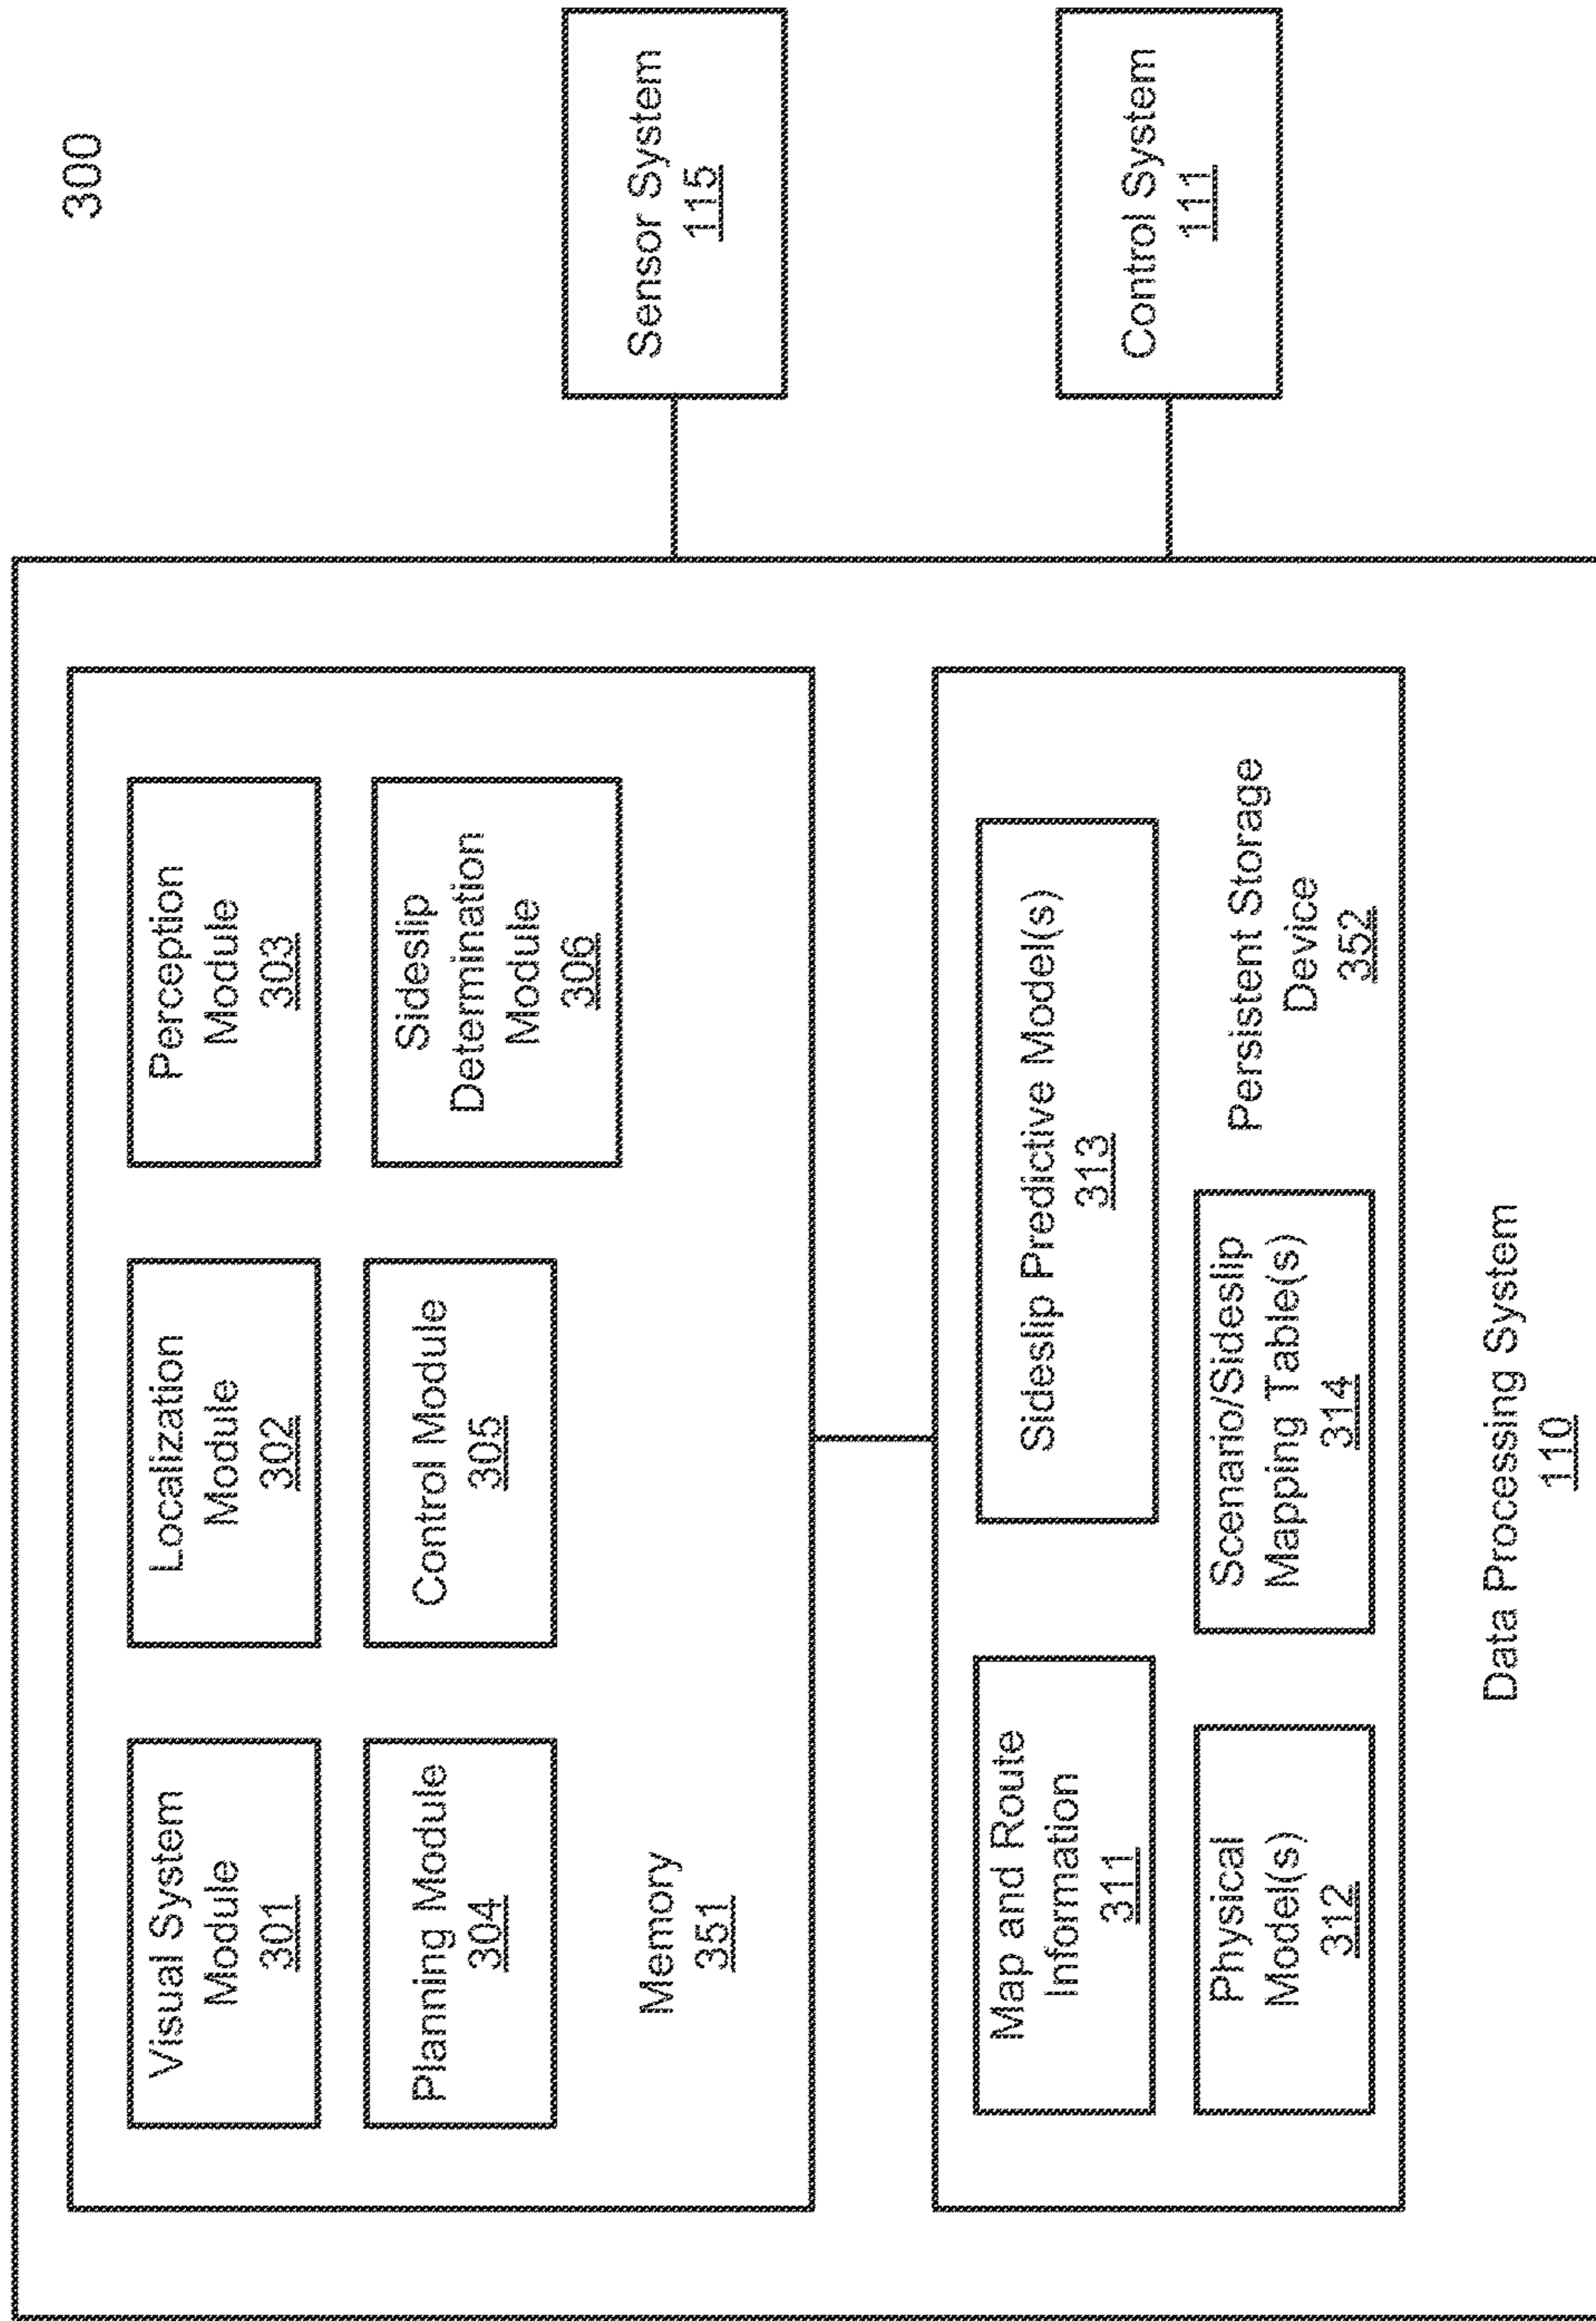 300
Visual System
Module
301
Localization
Module
302
Perception
Module
303
Planning Module
304
Control Module
305
Sideslip
Determination
Module
306
Memory
351
Map and Route
Information
311
Sideslip Predictive Model(s)
313
Physical
Model(s)
312
Scenario/Sideslip
Mapping Table(s)
314
Persistent Storage
Device
352
Data Processing System
110
Sensor System
115
Control System
111